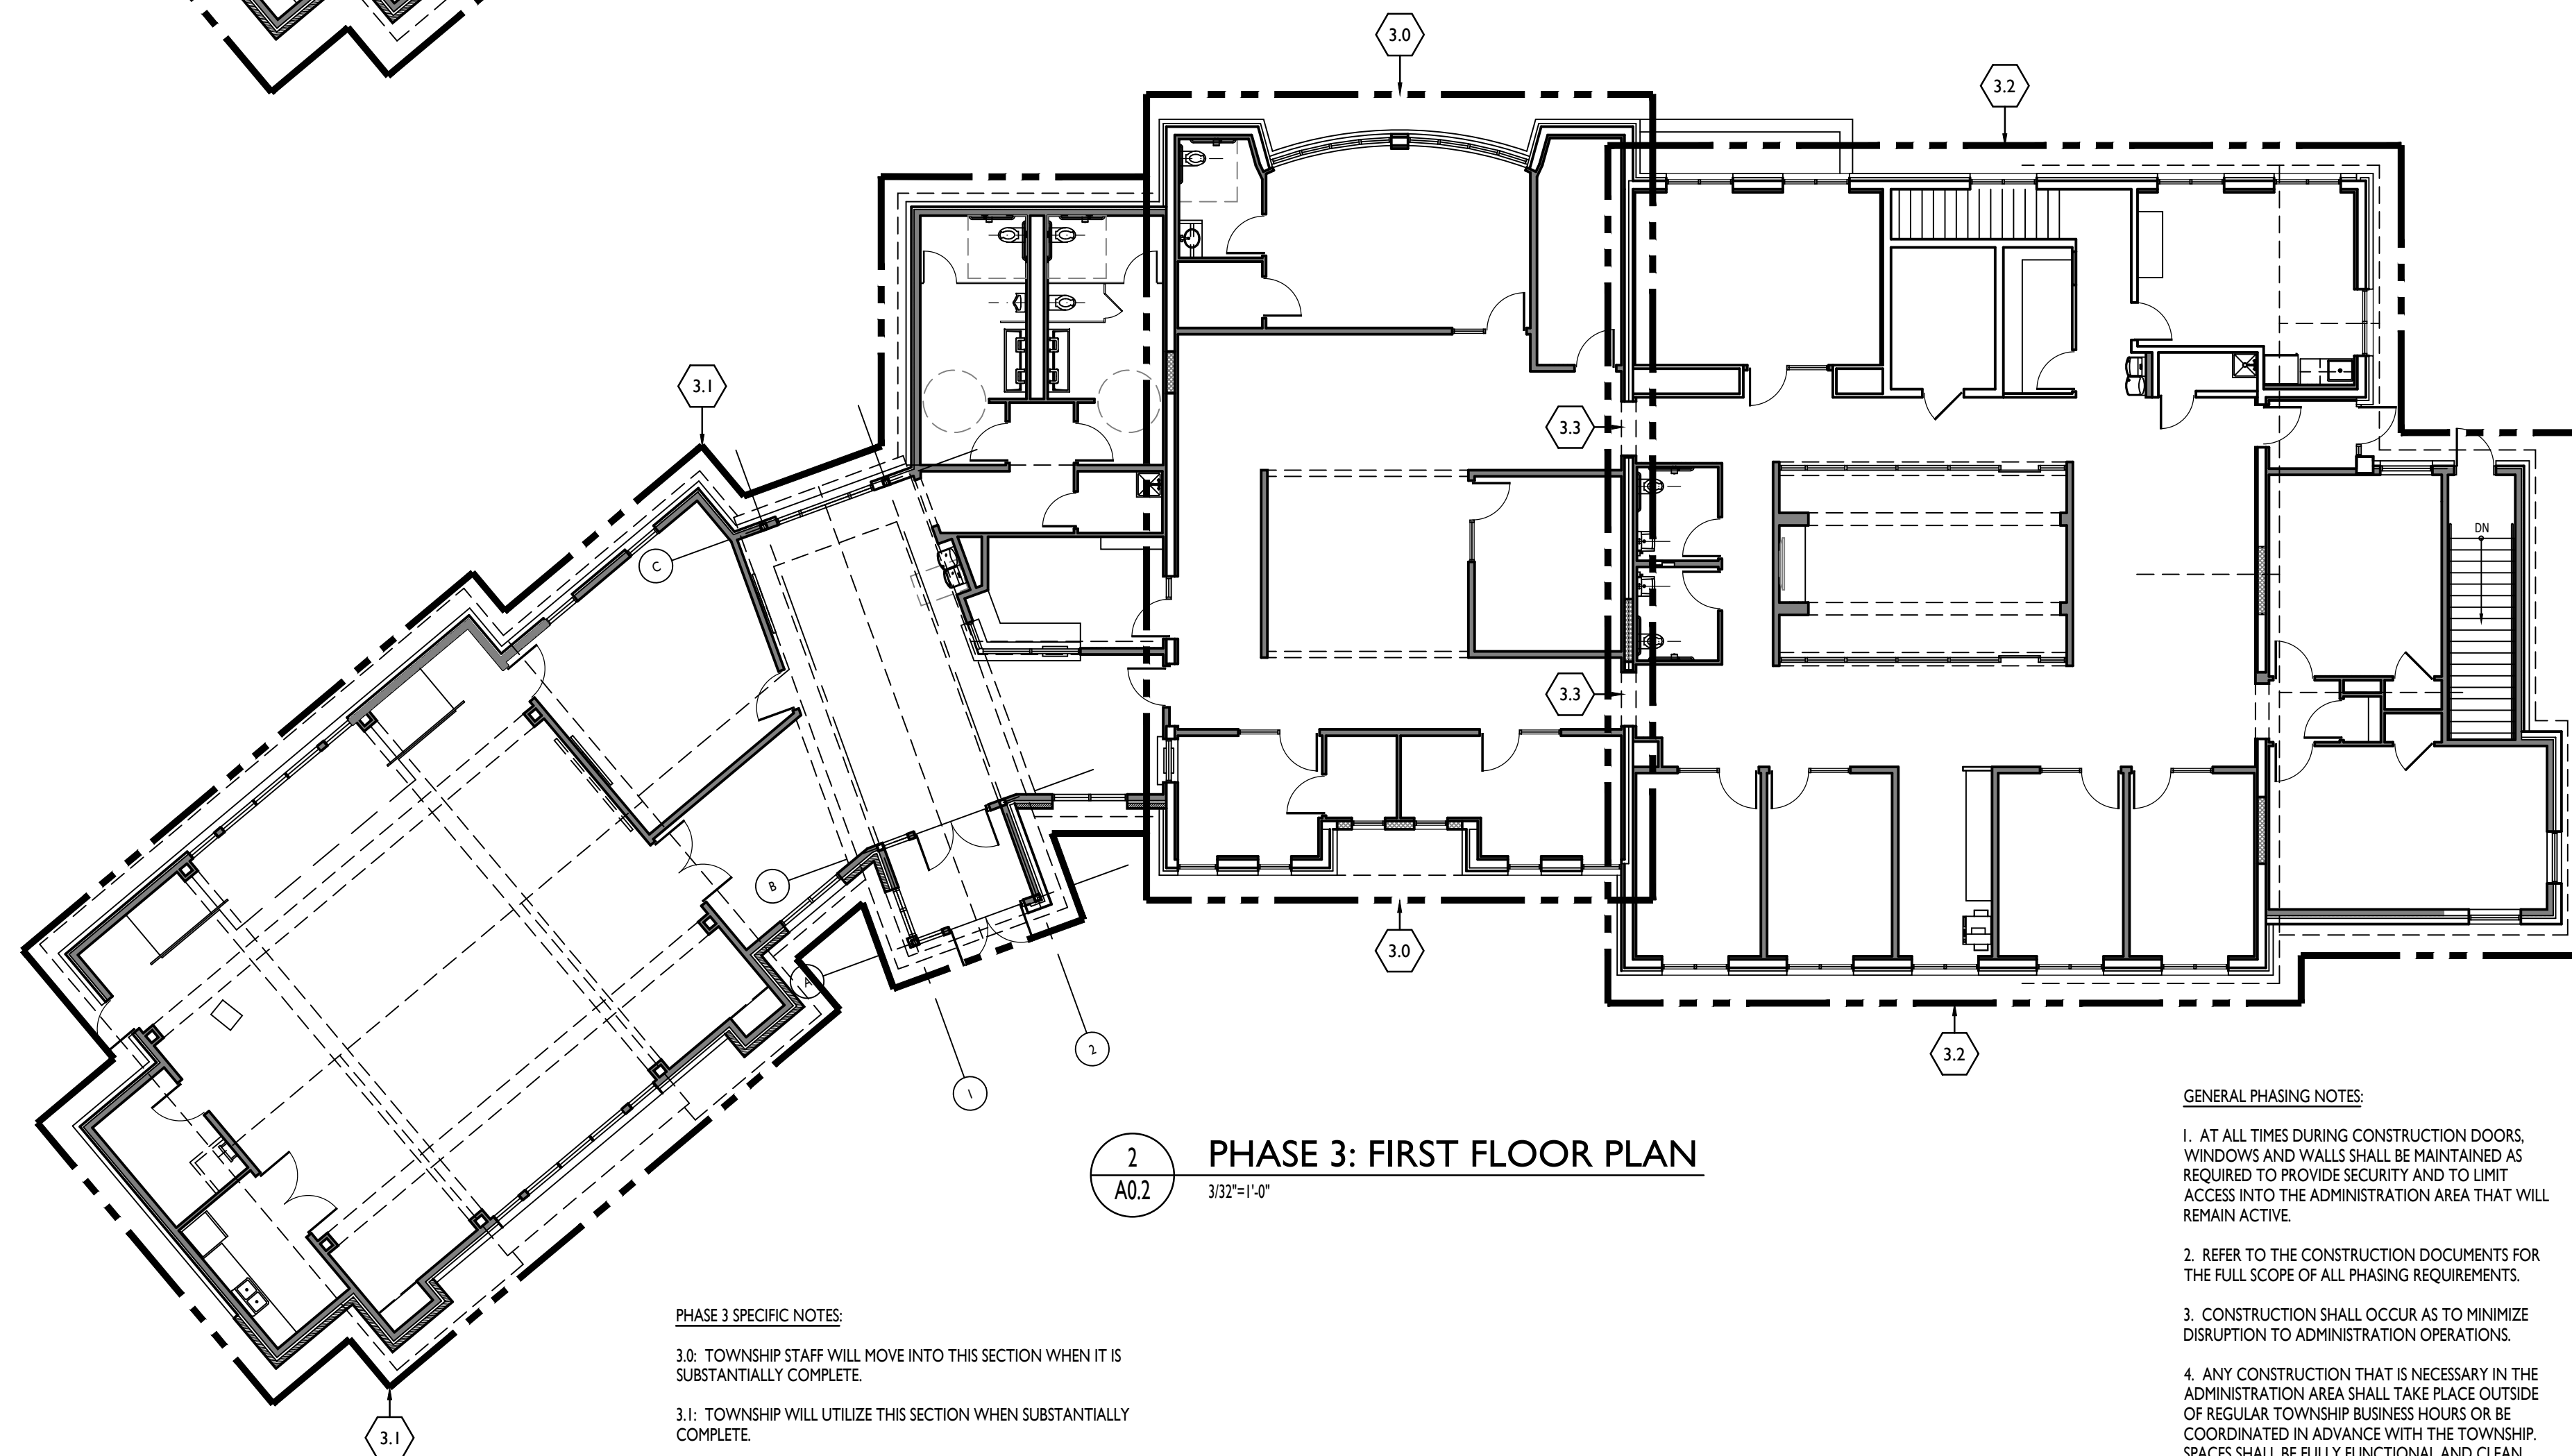 3.0
3.2
3.1
3.3
C
DN
3.3
B
A
3.0
2
1
3.2
2
A0.2
PHASE 3: FIRST FLOOR PLAN
3/32"=1'-0"
PHASE 3 SPECIFIC NOTES:
3.0: TOWNSHIP STAFF WILL MOVE INTO THIS SECTION WHEN IT IS
SUBSTANTIALLY COMPLETE.
3.1: TOWNSHIP WILL UTILIZE THIS SECTION WHEN SUBSTANTIALLY
COMPLETE.
3.1
GENERAL PHASING NOTES:
1. AT ALL TIMES DURING CONSTRUCTION DOORS,
WINDOWS AND WALLS SHALL BE MAINTAINED AS
REQUIRED TO PROVIDE SECURITY AND TO LIMIT
ACCESS INTO THE ADMINISTRATION AREA THAT WILL
REMAIN ACTIVE.
2. REFER TO THE CONSTRUCTION DOCUMENTS FOR
THE FULL SCOPE OF ALL PHASING REQUIREMENTS.
3. CONSTRUCTION SHALL OCCUR AS TO MINIMIZE
DISRUPTION TO ADMINISTRATION OPERATIONS.
4. ANY CONSTRUCTION THAT IS NECESSARY IN THE
ADMINISTRATION AREA SHALL TAKE PLACE OUTSIDE
OF REGULAR TOWNSHIP BUSINESS HOURS OR BE
COORDINATED IN ADVANCE WITH THE TOWNSHIP.
SPACES SHALL BE FULLY FUNCTIONAL AND CLEAN